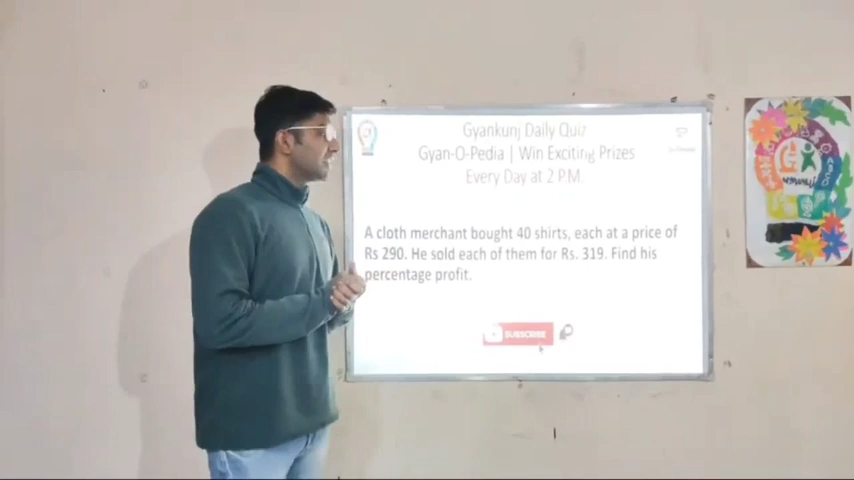 Gyankunj Daily Quiz
Gyan-O-Pedia | Win Exciting Prizes
Every Day at 2 P.M.
A cloth merchant bought 40 shirts, each at a price of
Rs 290. He sold each of them for Rs. 319. Find his
percentage profit.
SUBSCRIBE